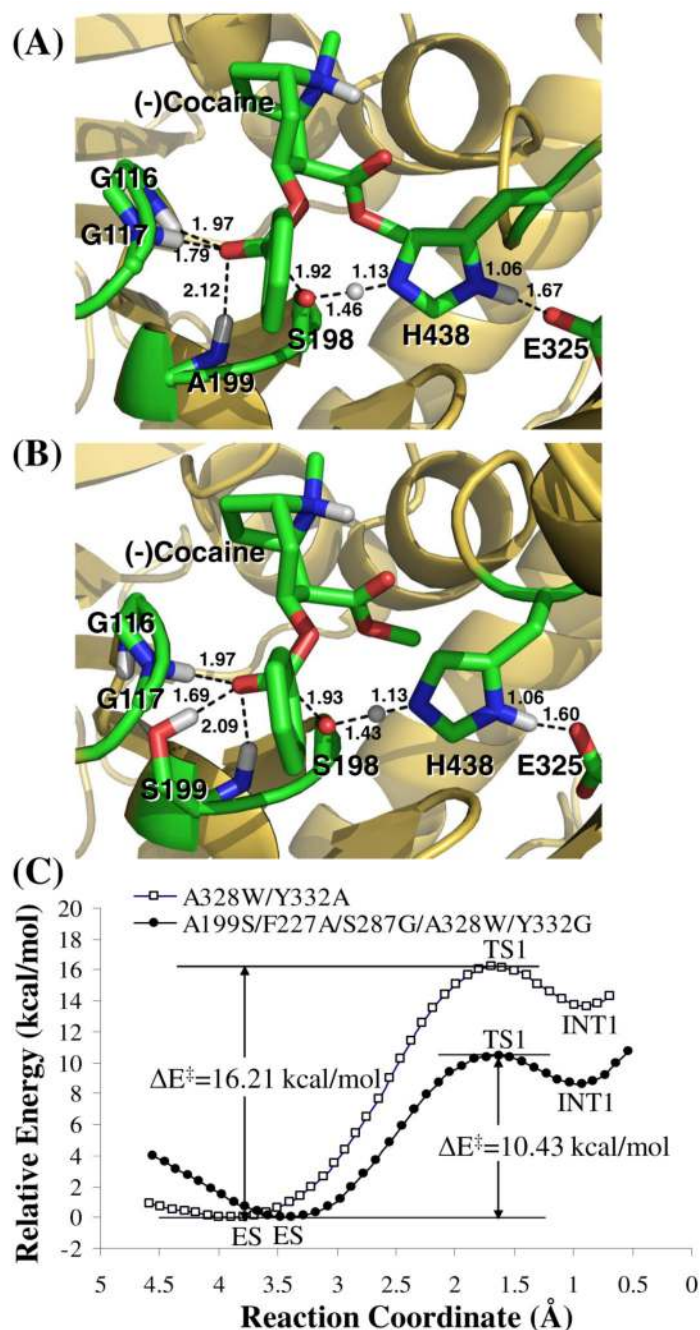 (A)
(-)Cocaine
G116
G117
1. 97
1.79
2.12
1.92
1.13
1.46
1.06
1.67
S198
H438
E325
A199
(B)
(-)Cocaine
G116
G117
1.97
1.69
2.09
1.93
1.13
1.43
1.06
1.60
S199
S198
H438
E325
(C)
A328W/Y332A
A199S/F227A/S287G/A328W/Y332G
Relative Energy (kcal/mol)
20
18
16
14
12
10
8
6
4
2
0
-2
TS1
INT1
TS1
INT1
ΔE‡=16.21 kcal/mol
ΔE‡=10.43 kcal/mol
ES ES
5 4.5 4 3.5 3 2.5 2 1.5 1 0.5 0
Reaction Coordinate (Å)